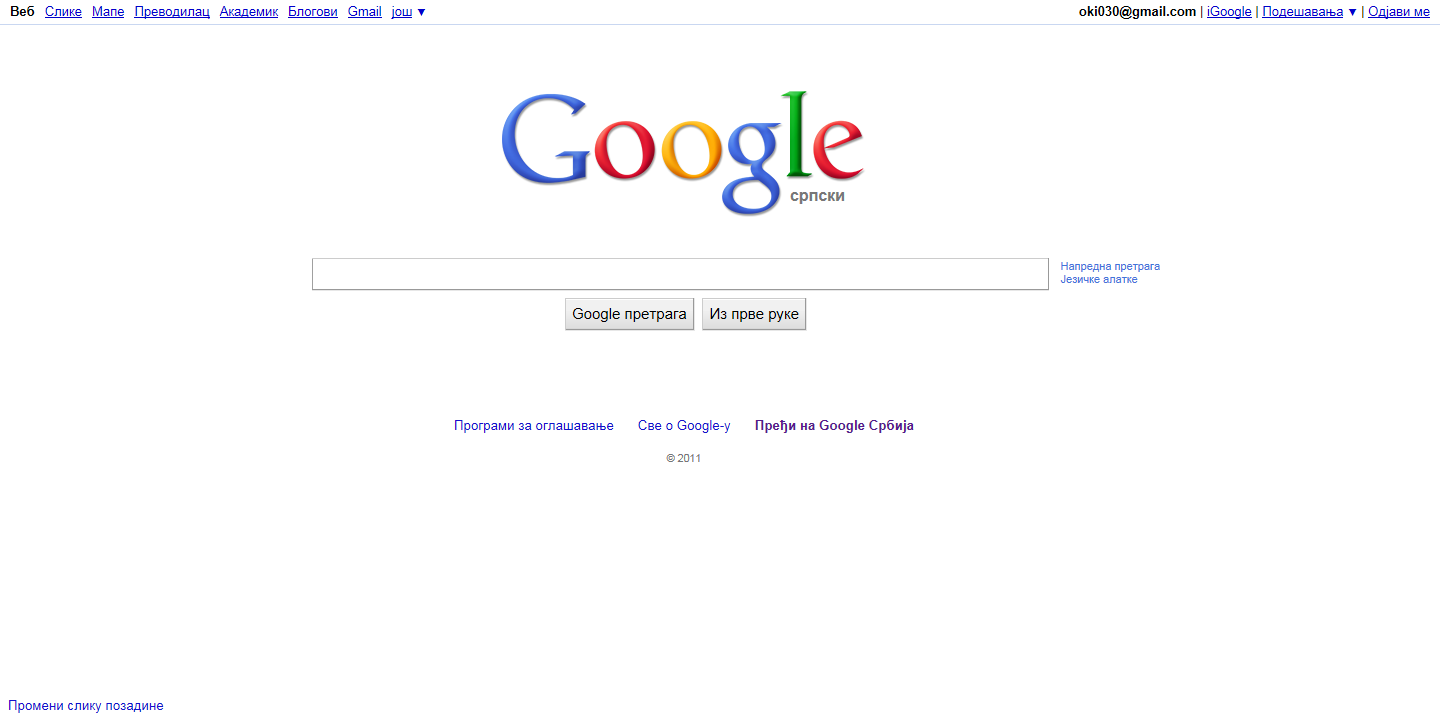 Веб Слике Мапе Преводилац Академик Блогови Gmail још ▼ oki030@gmail.com | iGoogle | Подешавања ▼ | Одјави ме
Google
српски
Напредна претрага
Језичке алатке
Google претрага Из прве руке
Програми за оглашавање Све о Google-у Пређи на Google Србија
© 2011
Промени слику позадине